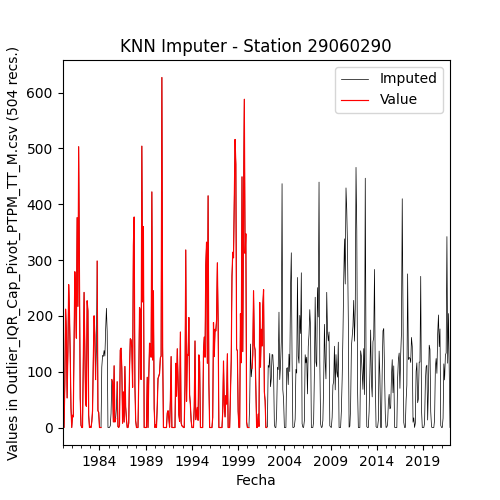 KNN Imputer - Station 29060290
Imputed
Value
Values in Outlier_IQR_Cap_Pivot_PTPM_TT_M.csv (504 recs.)
600
500
400
300
200
100
0
1984 1989 1994 1999 2004 2009 2014 2019
Fecha